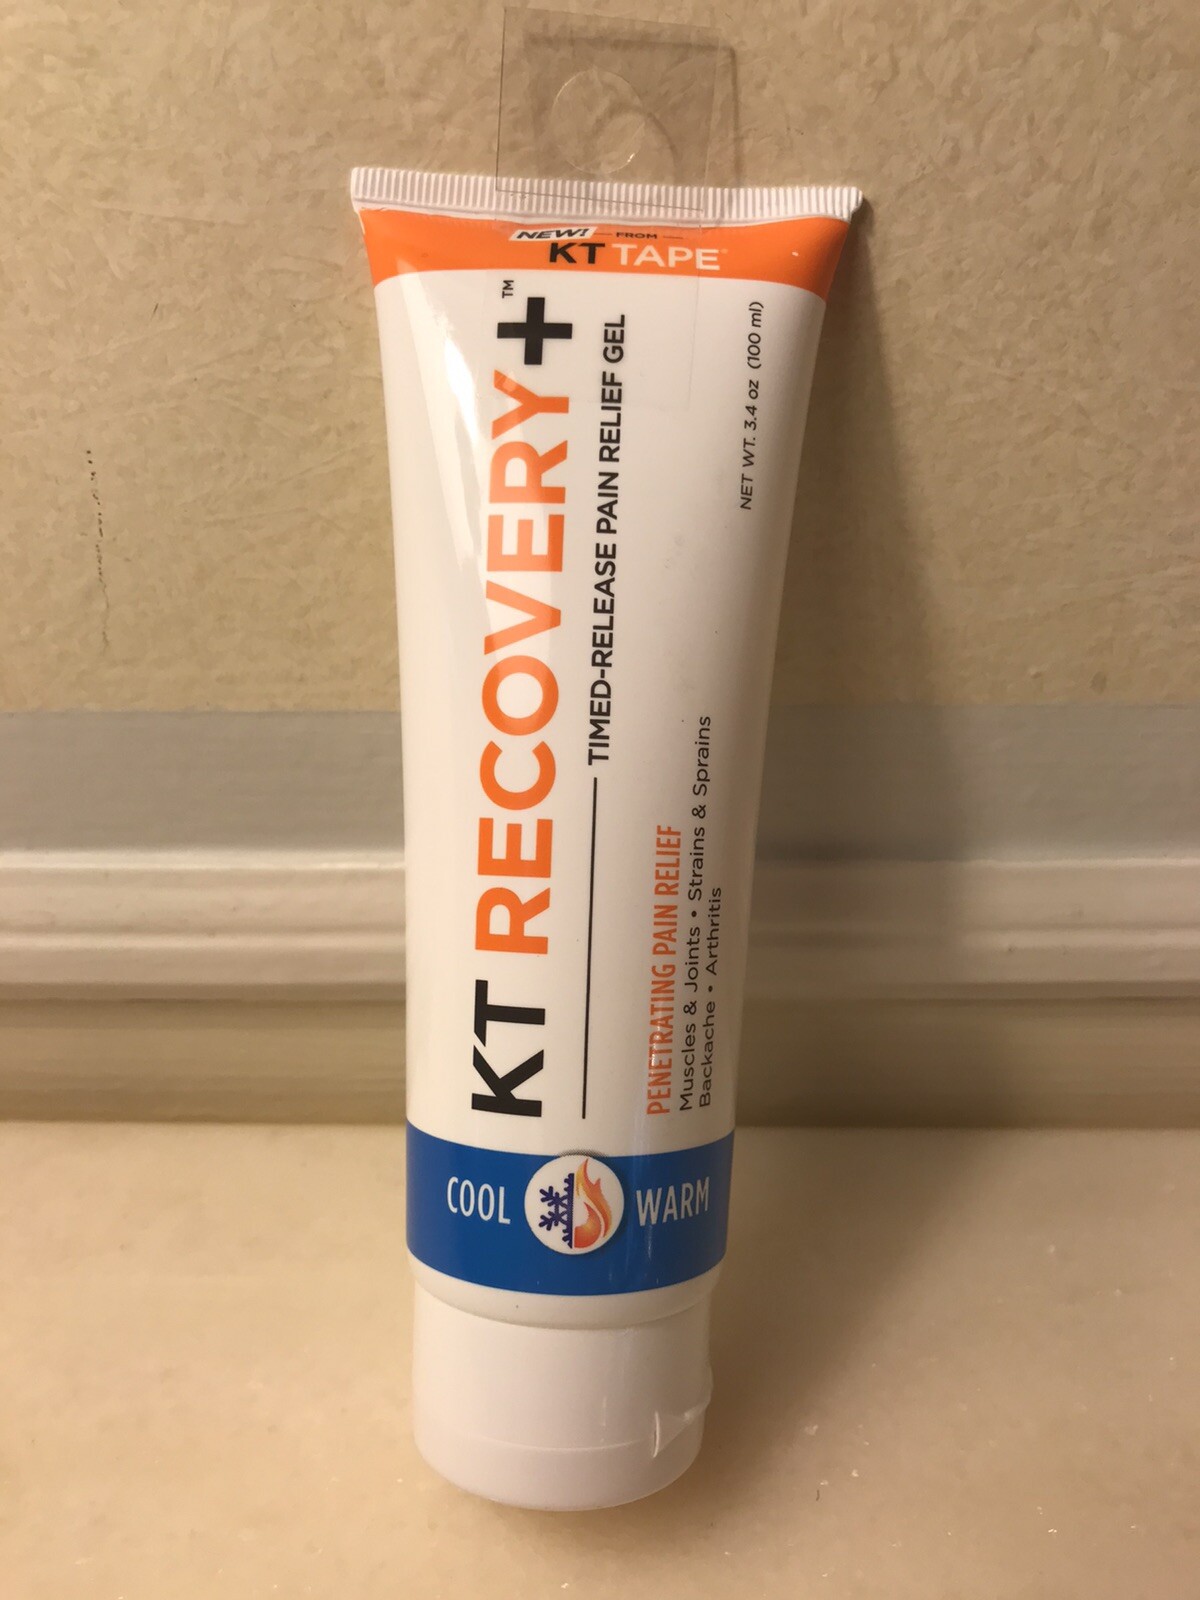 NEW! — FROM —
KT TAPE®
KT RECOVERY+™
TIMED-RELEASE PAIN RELIEF GEL
NET WT. 3.4 oz (100 ml)
PENETRATING PAIN RELIEF
Muscles & Joints • Strains & Sprains
Backache • Arthritis
COOL WARM